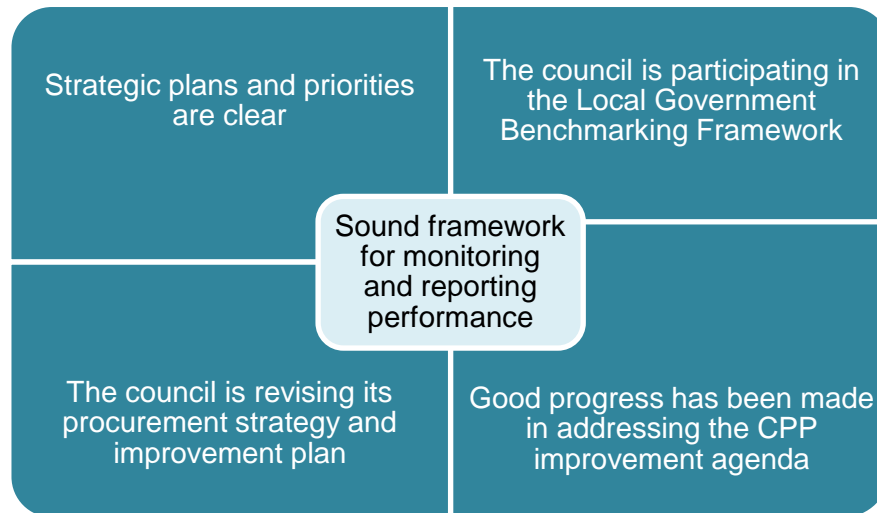 Strategic plans and priorities
are clear
The council is participating in
the Local Government
Benchmarking Framework
Sound framework
for monitoring
and reporting
performance
The council is revising its
procurement strategy and
improvement plan
Good progress has been made
in addressing the CPP
improvement agenda